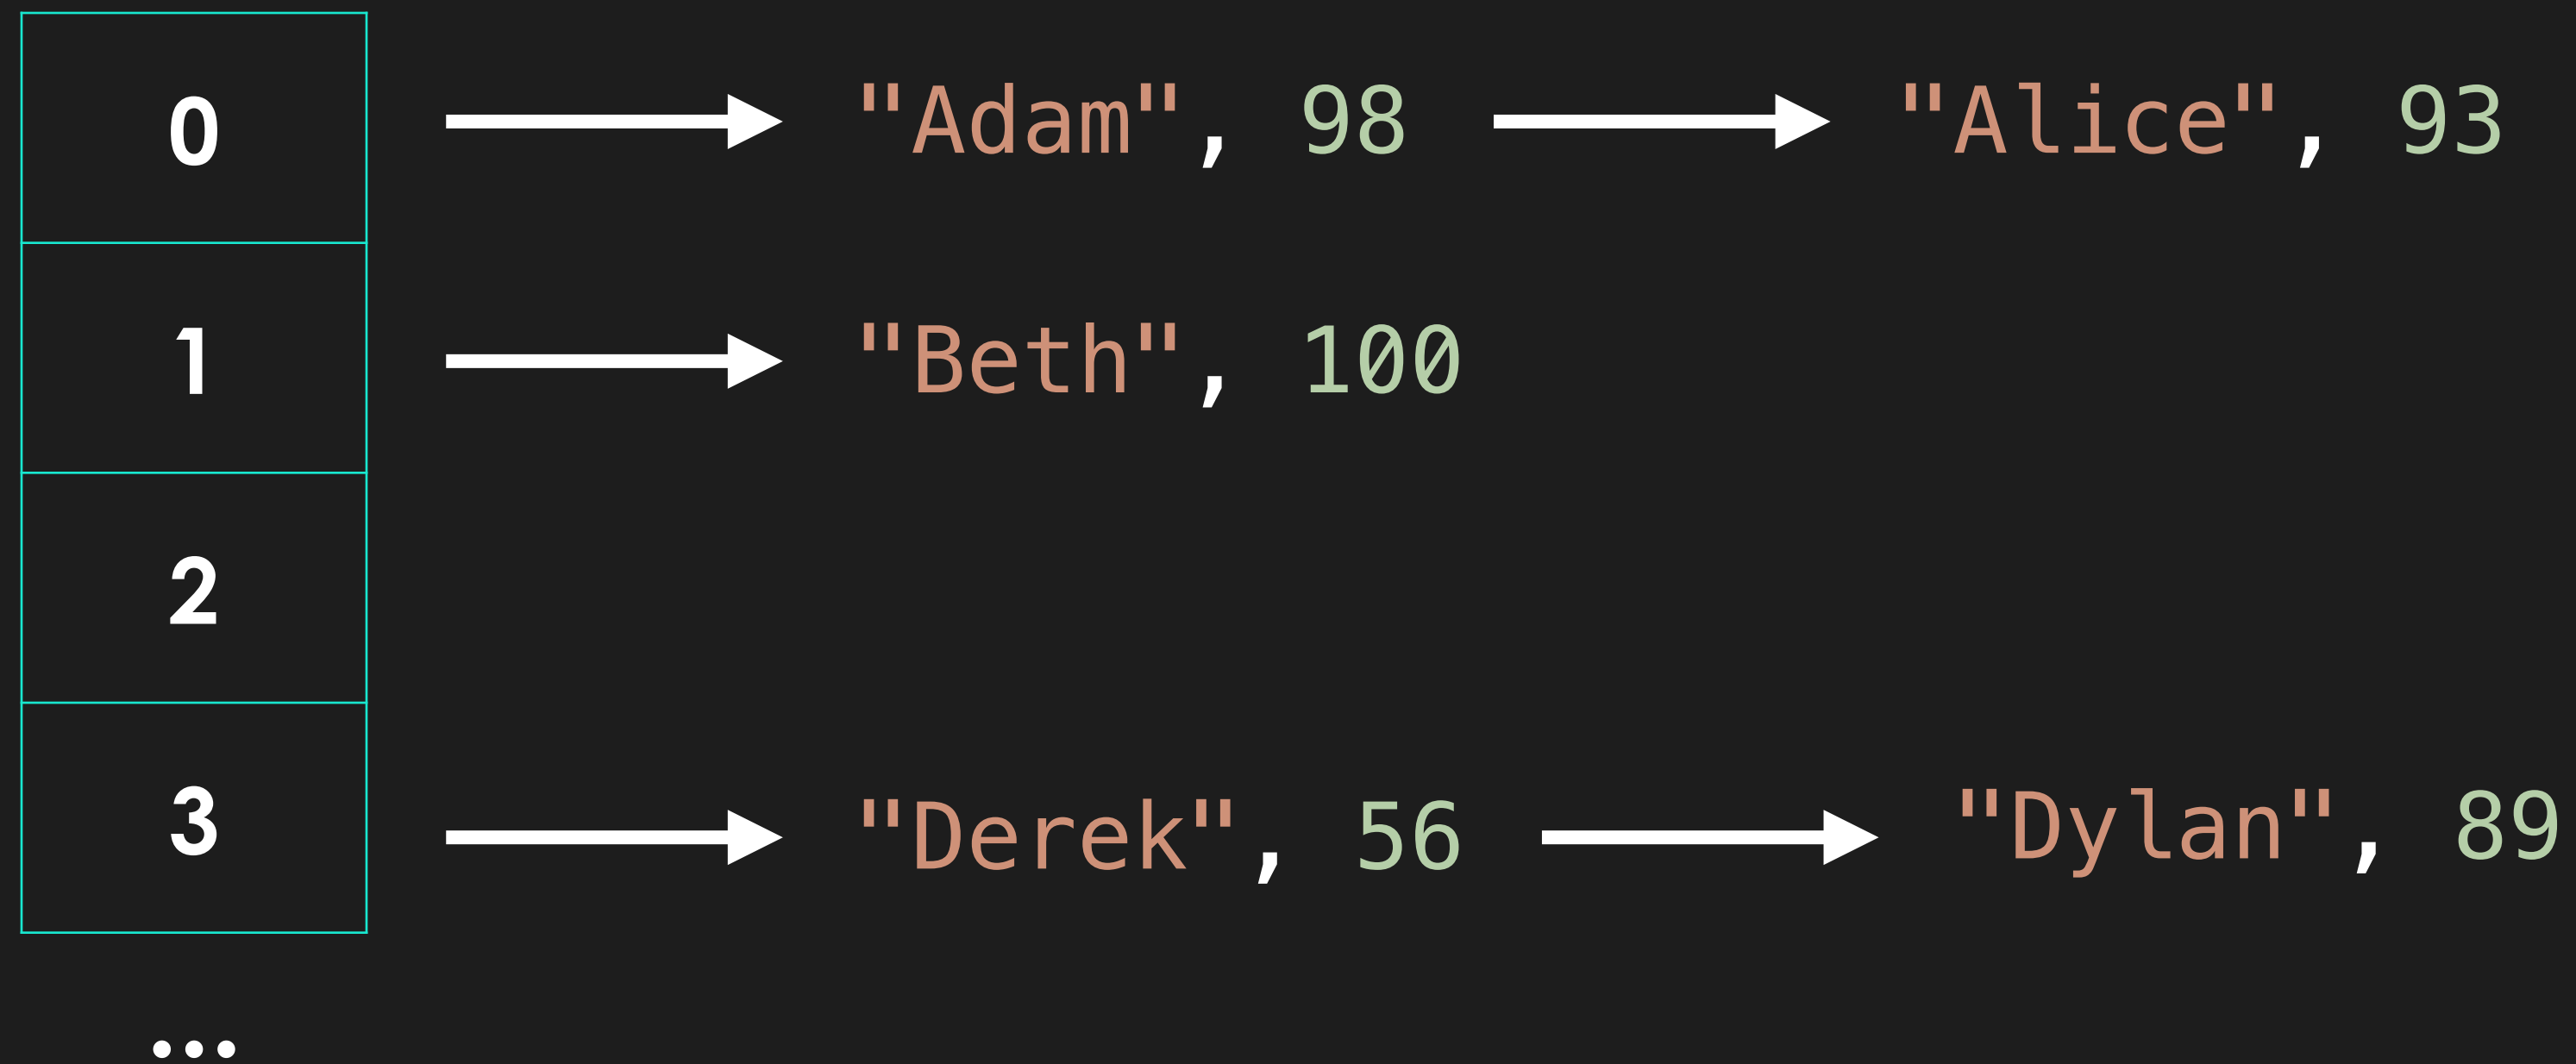 0 "Adam", 98 "Alice", 93
1 "Beth", 100
2
3 "Derek", 56 "Dylan", 89
...